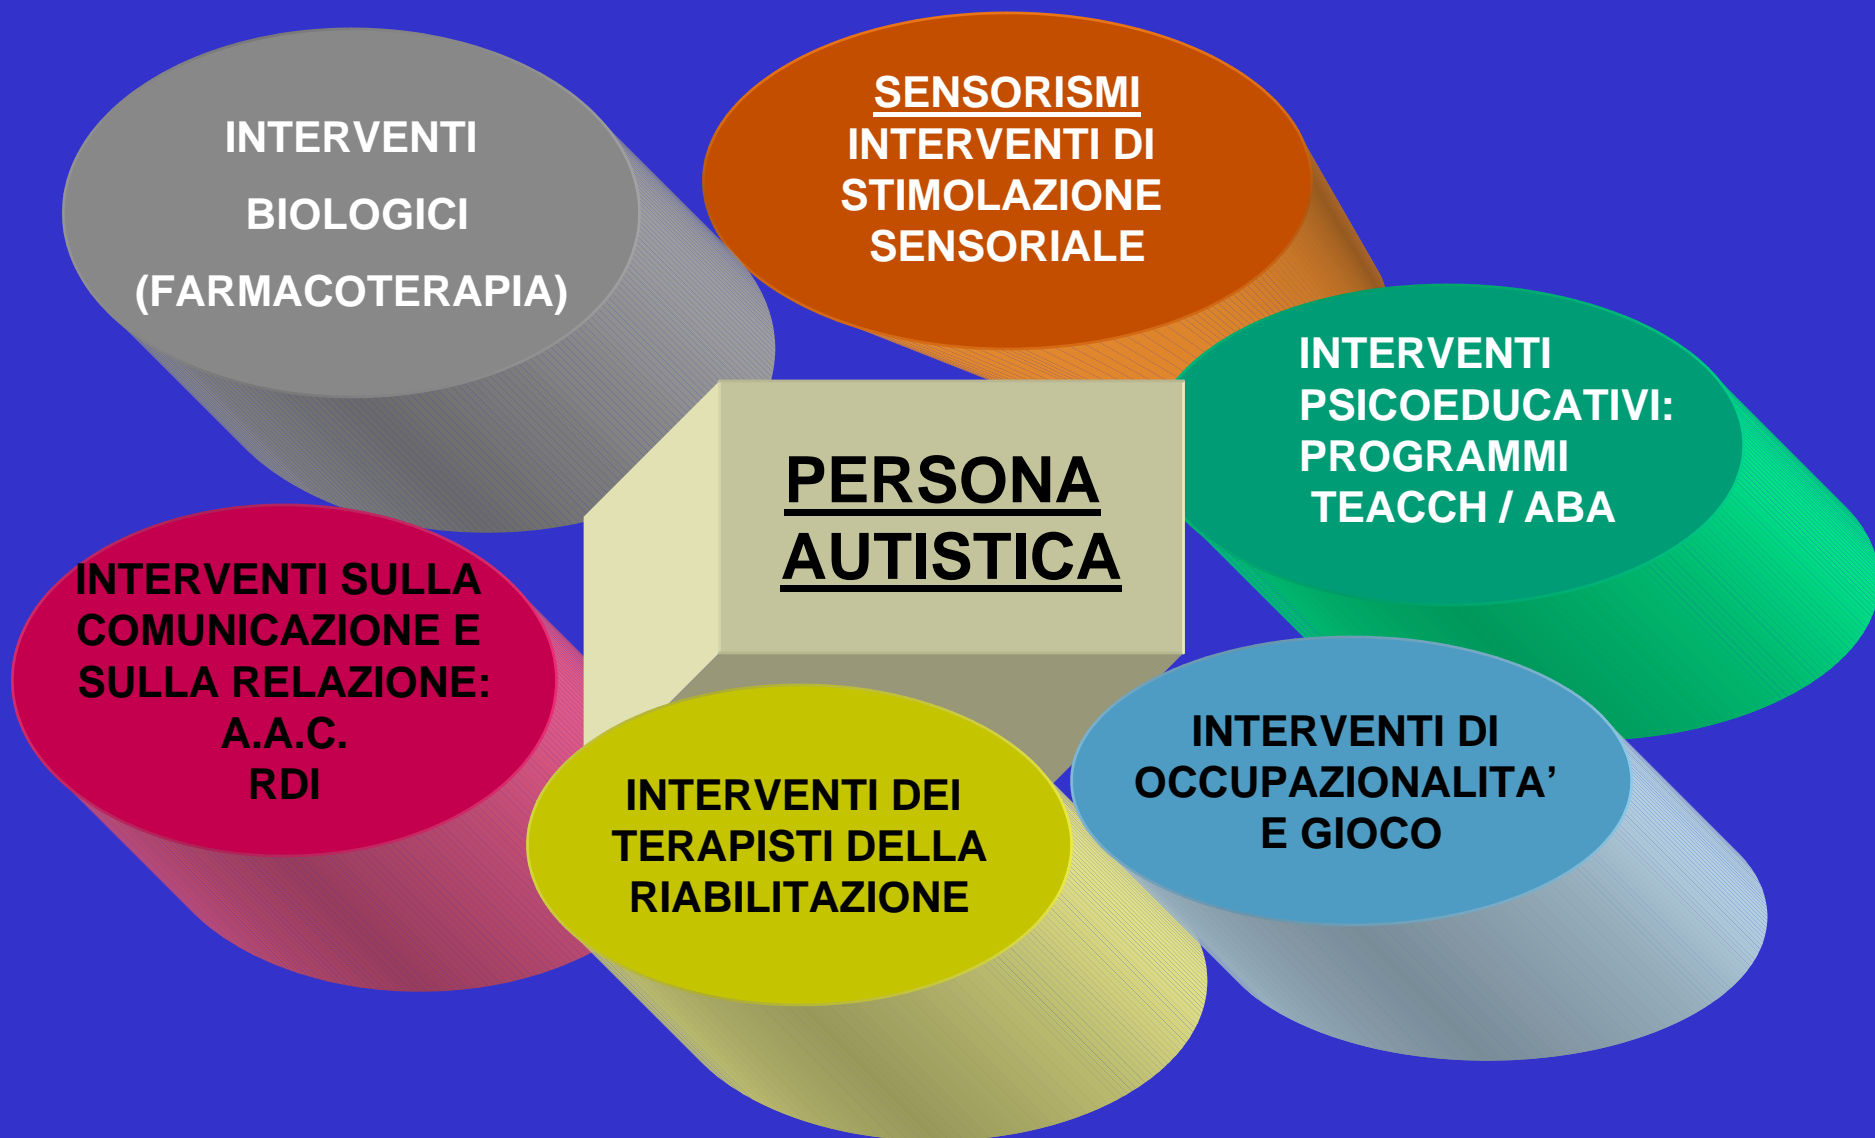 INTERVENTI
BIOLOGICI
(FARMACOTERAPIA)
SENSORISMI
INTERVENTI DI
STIMOLAZIONE
SENSORIALE
INTERVENTI
PSICOEDUCATIVI:
PROGRAMMI
TEACCH / ABA
PERSONA
AUTISTICA
INTERVENTI SULLA
COMUNICAZIONE E
SULLA RELAZIONE:
A.A.C.
RDI
INTERVENTI DEI
TERAPISTI DELLA
RIABILITAZIONE
INTERVENTI DI
OCCUPAZIONALITA’
E GIOCO